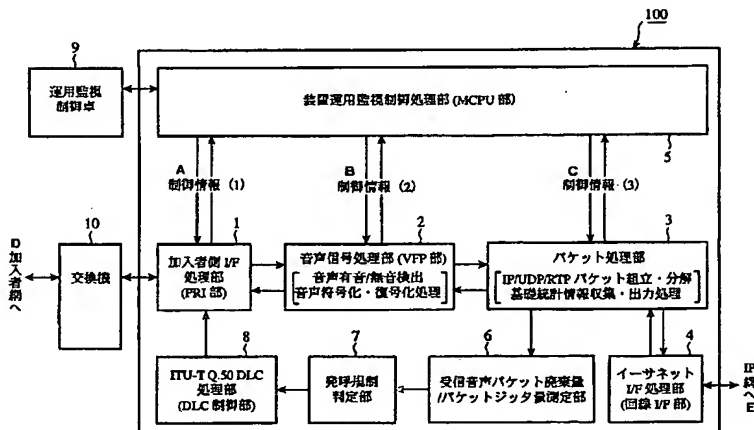 100
9
運用監視
制御卓
装置運用監視制御処理部 (MCPU 部)
5
A
制御情報 (1)
B
制御情報 (2)
C
制御情報 (3)
D
加入者網へ
10
交換機
1
加入者側 I/F
処理部
(PRI 部)
2
音声信号処理部 (VFP 部)
音声有音/無音検出
音声符号化・復号化処理
3
パケット処理部
IP/UDP/RTP パケット組立・分解
基礎統計情報収集・出力処理
8
ITU-T Q.50 DLC
処理部
(DLC 制御部)
7
発呼規制
判定部
6
受信音声パケット廃棄量
/パケットジッタ量測定部
4
イーサネット
I/F 処理部
(回線 I/F 部)
IP網へ
E